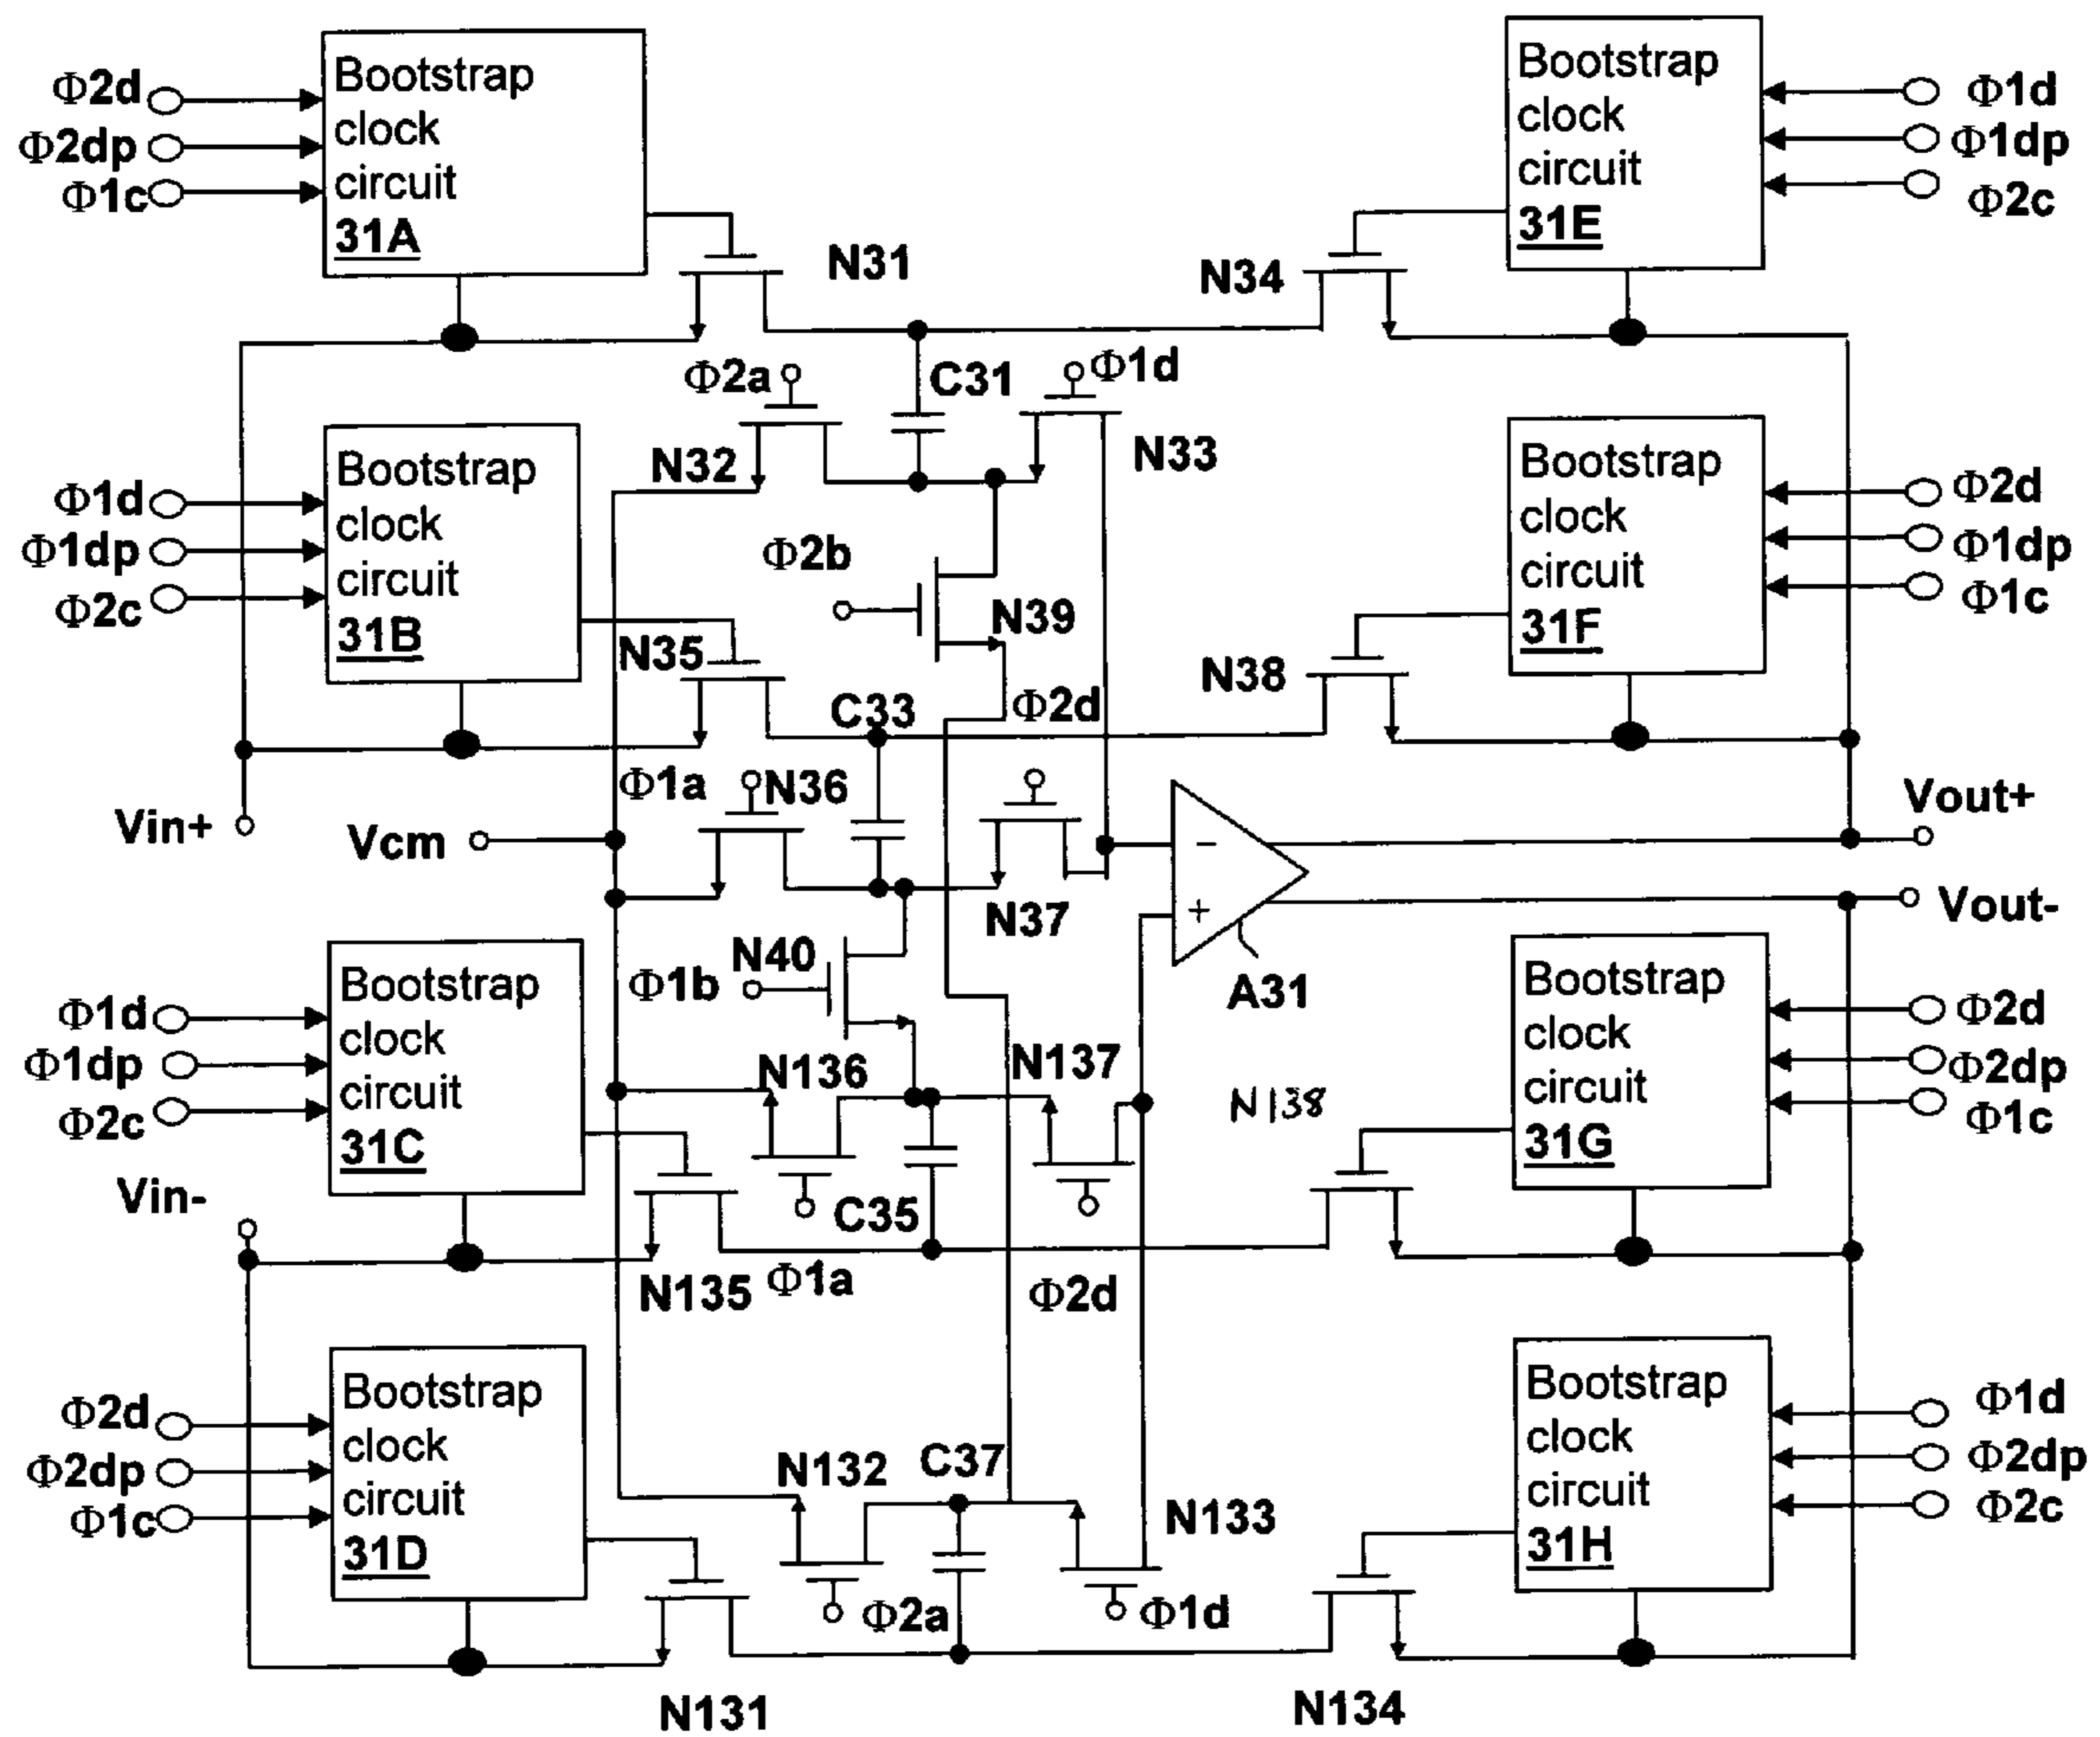 Φ2d
Φ2dp
Φ1c
Bootstrap
clock
circuit
31A
N31
N34
Bootstrap
clock
circuit
31E
Φ1d
Φ1dp
Φ2c
Φ2a
C31
Φ1d
N32
N33
Φ1d
Φ1dp
Φ2c
Bootstrap
clock
circuit
31B
Φ2b
N39
N35
N38
Bootstrap
clock
circuit
31F
Φ2d
Φ1dp
Φ1c
C33
Φ2d
Φ1a
N36
Vin+
Vcm
N37
−
+
A31
Vout+
Vout-
N40
Φ1b
Φ1d
Φ1dp
Φ2c
Bootstrap
clock
circuit
31C
N136
N137
N138
Bootstrap
clock
circuit
31G
Φ2d
Φ2dp
Φ1c
Vin-
C35
N135
Φ1a
Φ2d
Φ2d
Φ2dp
Φ1c
Bootstrap
clock
circuit
31D
N132
C37
N133
Φ2a
Φ1d
Bootstrap
clock
circuit
31H
Φ1d
Φ2dp
Φ2c
N131
N134